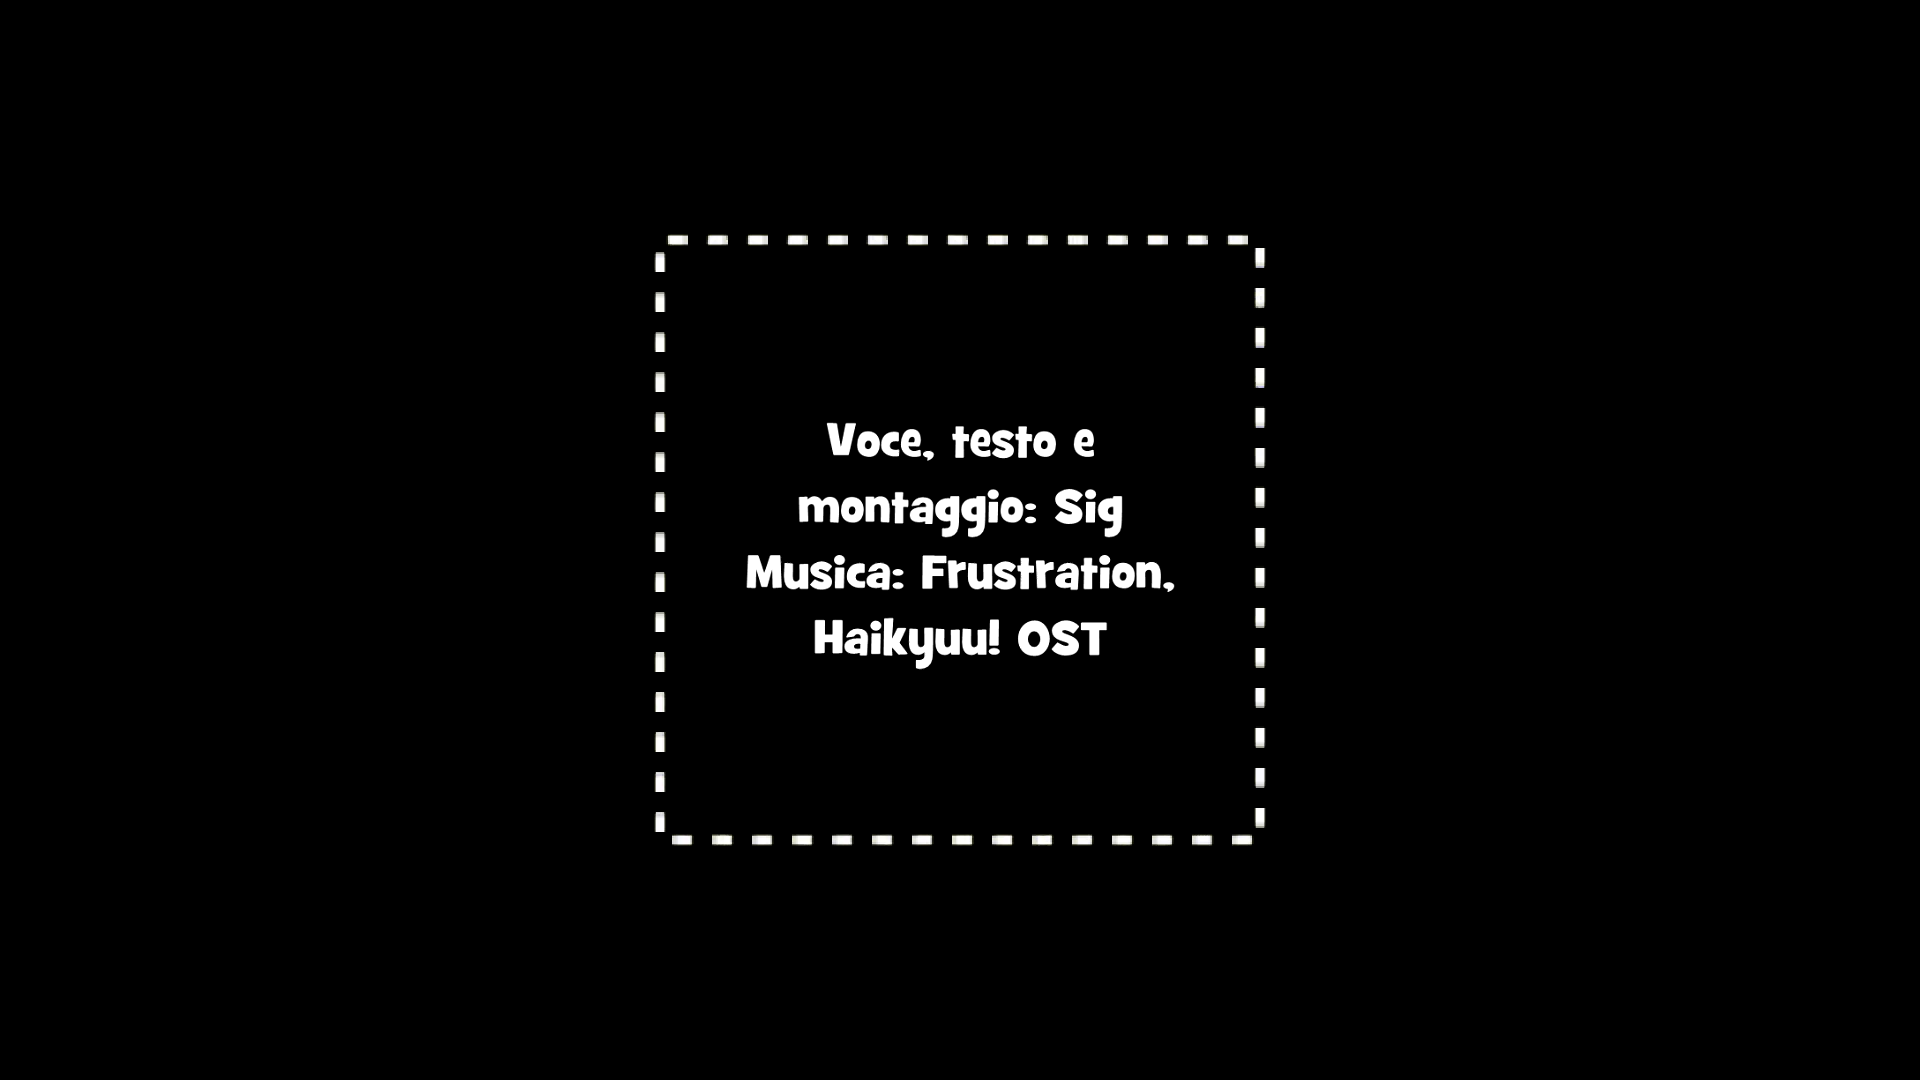 Voce, testo e
montaggio: Sig
Musica: Frustration,
Haikyuu! OST